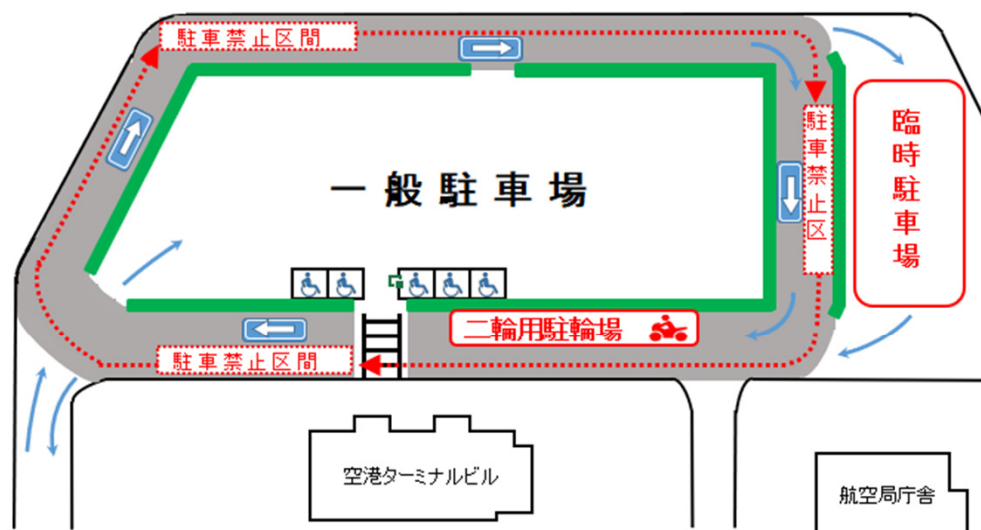 駐車禁止区間
一般駐車場
駐車禁止区
臨時駐車場
二輪用駐輪場
駐車禁止区間
空港ターミナルビル
航空局庁舎